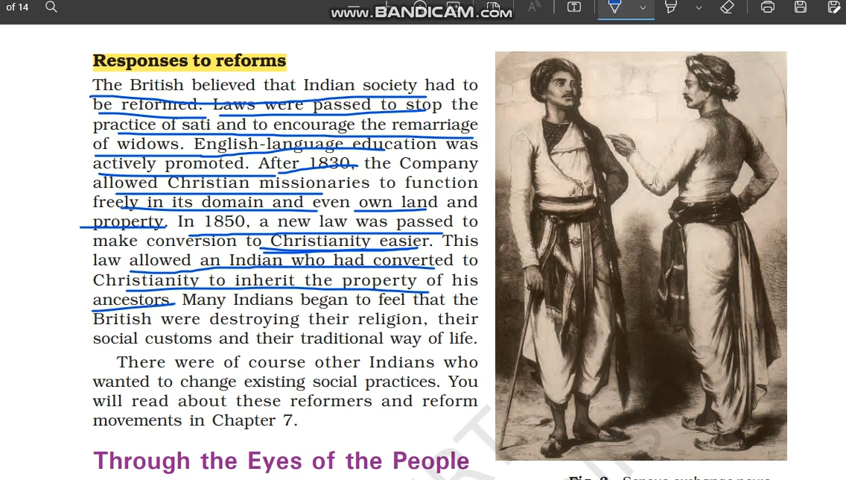 www.BANDICAM.com
of 14
Responses to reforms
The British believed that Indian society had to
be reformed. Laws were passed to stop the
practice of sati and to encourage the remarriage
of widows. English-language education was
actively promoted. After 1830, the Company
allowed Christian missionaries to function
freely in its domain and even own land and
property. In 1850, a new law was passed to
make conversion to Christianity easier. This
law allowed an Indian who had converted to
Christianity to inherit the property of his
ancestors. Many Indians began to feel that the
British were destroying their religion, their
social customs and their traditional way of life.
There were of course other Indians who
wanted to change existing social practices. You
will read about these reformers and reform
movements in Chapter 7.
Through the Eyes of the People